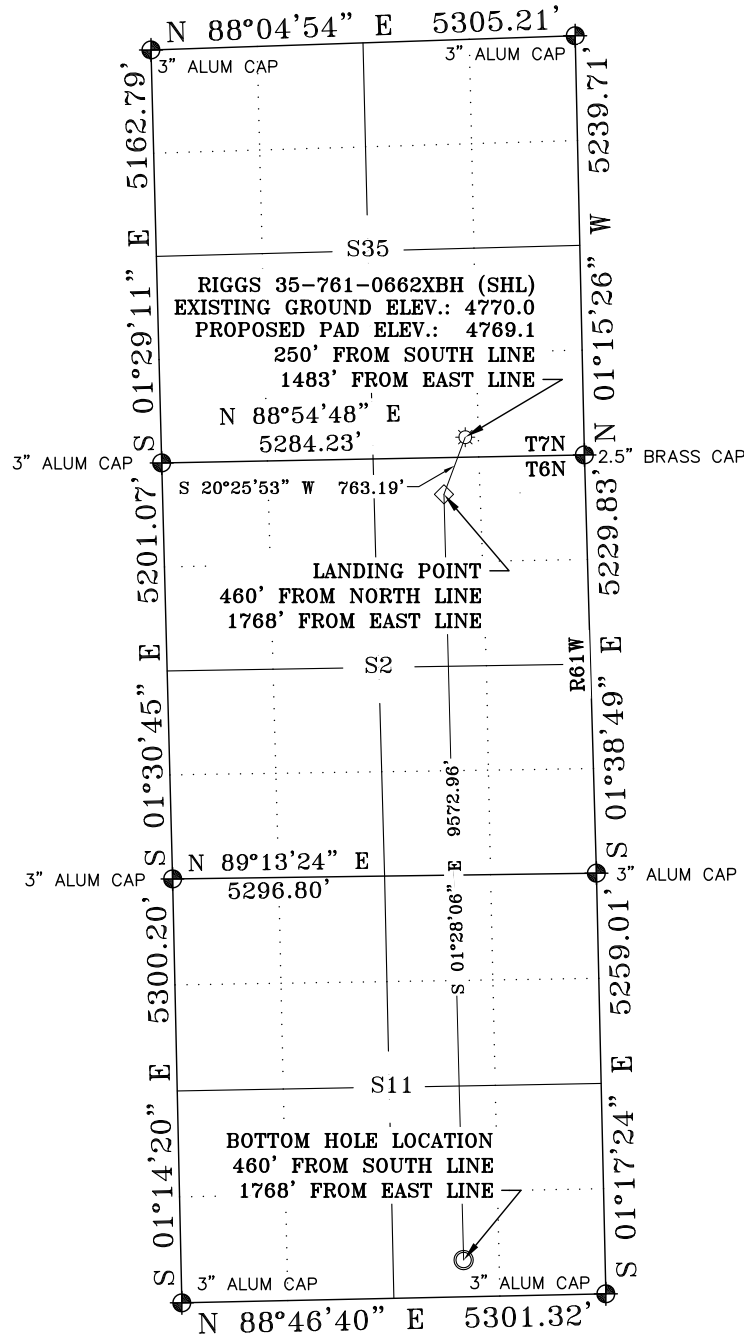 N 88°04'54" E 5305.21'
3" ALUM CAP
3" ALUM CAP
S 01°29'11" E 5162.79'
N 01°15'26" W 5239.71'
S35
RIGGS 35-761-0662XBH (SHL)
EXISTING GROUND ELEV.: 4770.0
PROPOSED PAD ELEV.: 4769.1
250' FROM SOUTH LINE
1483' FROM EAST LINE
N 88°54'48" E
5284.23'
T7N
T6N
3" ALUM CAP
2.5" BRASS CAP
S 20°25'53" W 763.19'
S 01°30'45" E 5201.07'
S 01°38'49" E 5229.83'
LANDING POINT
460' FROM NORTH LINE
1768' FROM EAST LINE
R61W
S2
S 01°28'06" E 9572.96'
N 89°13'24" E
5296.80'
3" ALUM CAP
3" ALUM CAP
S 01°14'20" E 5300.20'
S 01°17'24" E 5259.01'
S11
BOTTOM HOLE LOCATION
460' FROM SOUTH LINE
1768' FROM EAST LINE
3" ALUM CAP
3" ALUM CAP
N 88°46'40" E 5301.32'